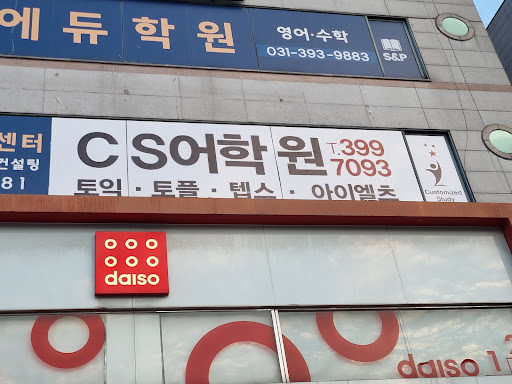 에듀학원
영어·수학
031-393-9883
S&P
센터
컨설팅
81
CS어학원
T.399
7093
토익·토플·텝스·아이엘츠
Customized
Study
daiso
daiso 1